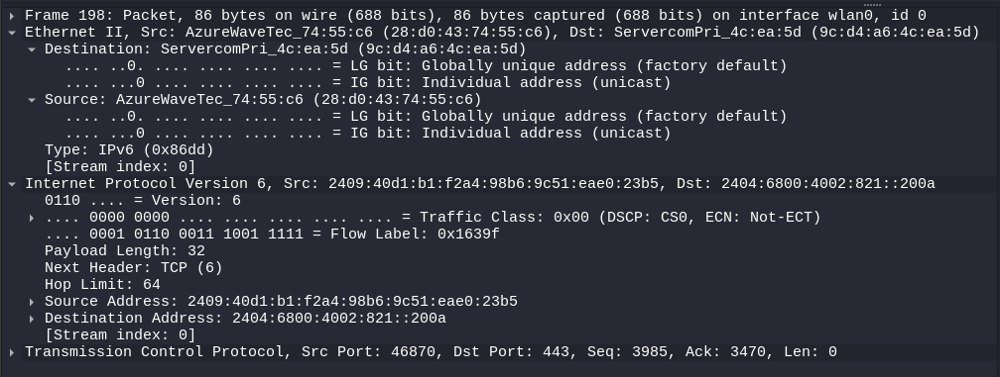 Frame 198: Packet, 86 bytes on wire (688 bits), 86 bytes captured (688 bits) on interface wlan0, id 0
Ethernet II, Src: AzureWaveTec_74:55:c6 (28:d0:43:74:55:c6), Dst: ServercomPri_4c:ea:5d (9c:d4:a6:4c:ea:5d)
Destination: ServercomPri_4c:ea:5d (9c:d4:a6:4c:ea:5d)
.... ..0. .... .... .... .... = LG bit: Globally unique address (factory default)
.... ...0 .... .... .... .... = IG bit: Individual address (unicast)
Source: AzureWaveTec_74:55:c6 (28:d0:43:74:55:c6)
.... ..0. .... .... .... .... = LG bit: Globally unique address (factory default)
.... ...0 .... .... .... .... = IG bit: Individual address (unicast)
Type: IPv6 (0x86dd)
[Stream index: 0]
Internet Protocol Version 6, Src: 2409:40d1:b1:f2a4:98b6:9c51:eae0:23b5, Dst: 2404:6800:4002:821::200a
0110 .... = Version: 6
.... 0000 0000 .... .... .... .... .... = Traffic Class: 0x00 (DSCP: CS0, ECN: Not-ECT)
.... 0001 0110 0011 1001 1111 = Flow Label: 0x1639f
Payload Length: 32
Next Header: TCP (6)
Hop Limit: 64
Source Address: 2409:40d1:b1:f2a4:98b6:9c51:eae0:23b5
Destination Address: 2404:6800:4002:821::200a
[Stream index: 0]
Transmission Control Protocol, Src Port: 46870, Dst Port: 443, Seq: 3985, Ack: 3470, Len: 0